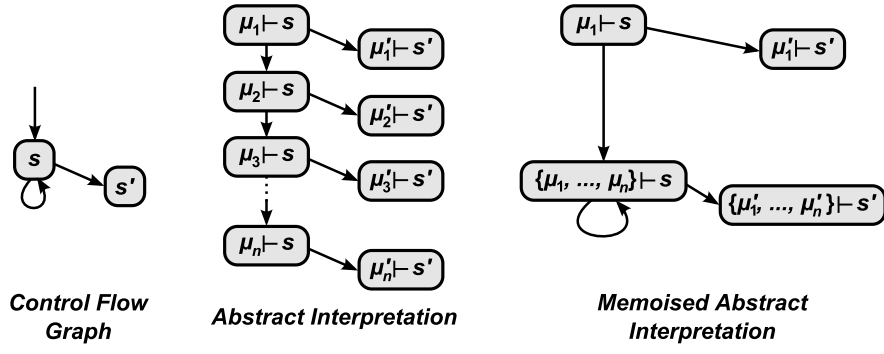 s
s'
Control Flow
Graph
μ₁⊢s
μ′₁⊢s'
μ₂⊢s
μ′₂⊢s'
μ₃⊢s
μ′₃⊢s'
μₙ⊢s
μ′ₙ⊢s'
Abstract Interpretation
μ₁⊢s
μ′₁⊢s'
{μ₁, ..., μₙ}⊢s
{μ′₁, ..., μ′ₙ}⊢s'
Memoised Abstract
Interpretation